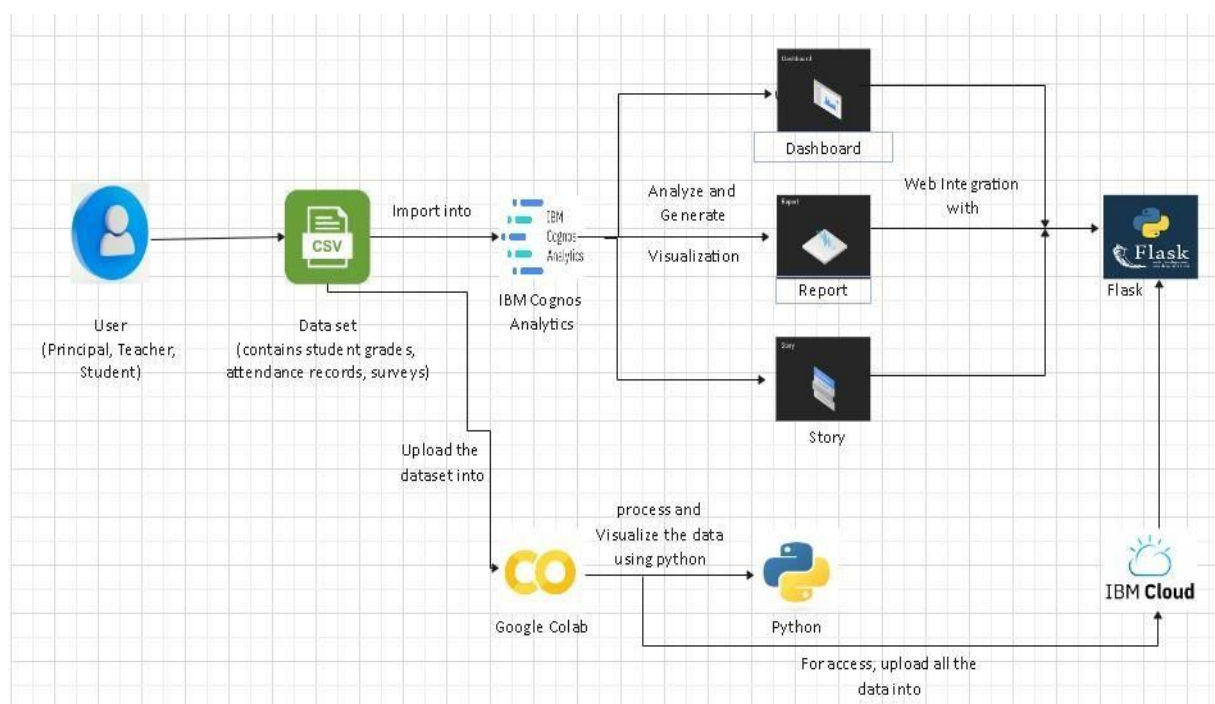 Dashboard
Dashboard
Import into
Analyze and
Generate
Visualization
Web Integration
with
CSV
IBM
Cognos
Analytics
Report
Flask
User
(Principal, Teacher,
Student)
Data set
(contains student grades,
attendance records, surveys)
IBM Cognos
Analytics
Report
Flask
Story
Story
Upload the
dataset into
process and
Visualize the data
using python
Google Colab
Python
IBM Cloud
For access, upload all the
data into